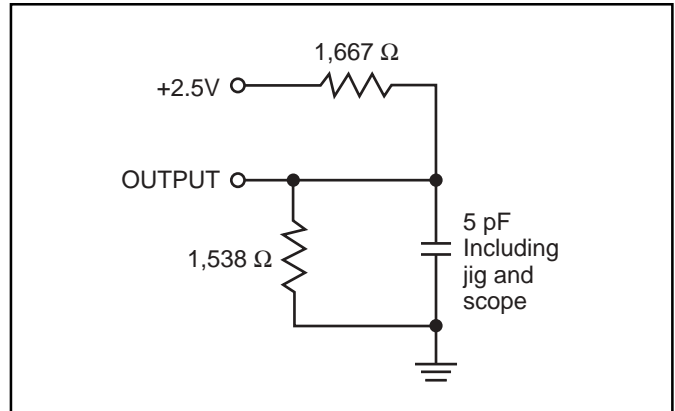 1,667 Ω
+2.5V
OUTPUT
1,538 Ω
5 pF
Including
jig and
scope